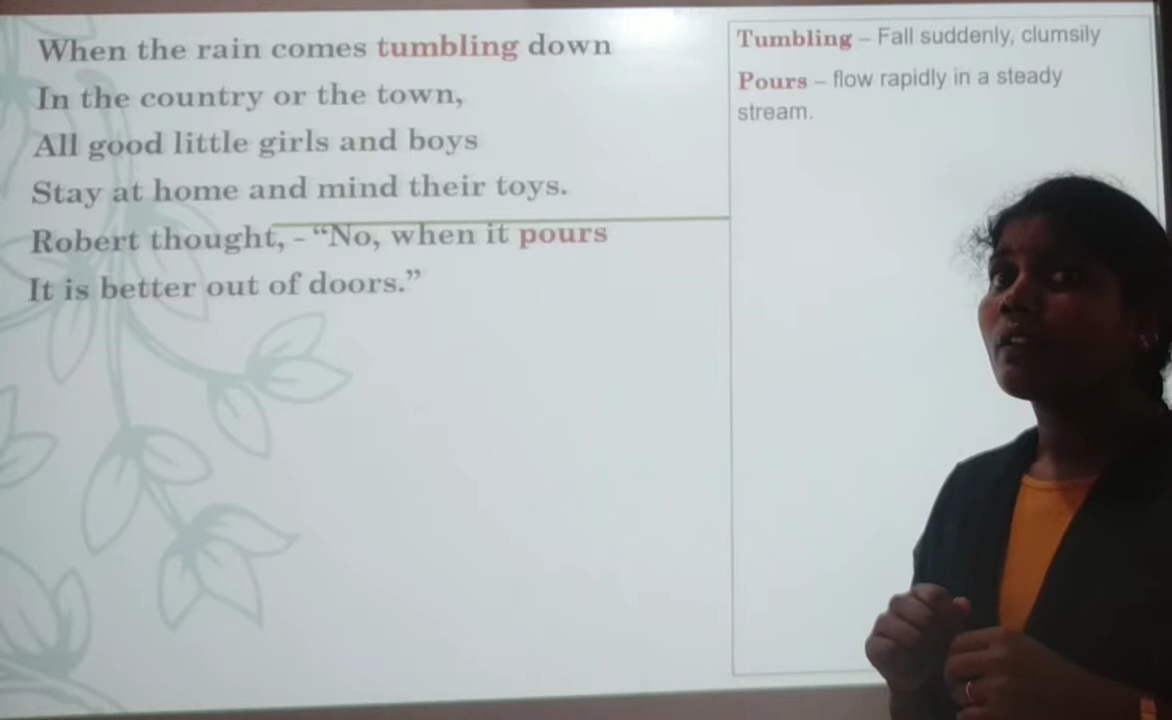 When the rain comes tumbling down
In the country or the town,
All good little girls and boys
Stay at home and mind their toys.
Robert thought, - “No, when it pours
It is better out of doors.”
Tumbling – Fall suddenly, clumsily
Pours – flow rapidly in a steady
stream.